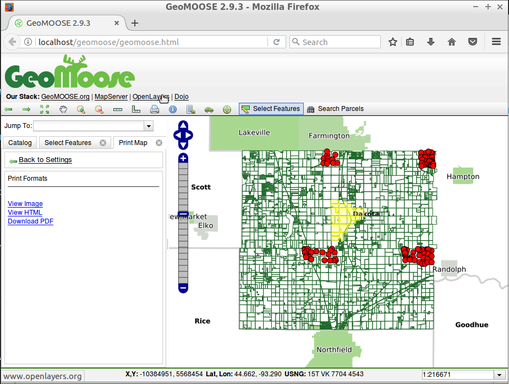 GeoMOOSE 2.9.3 - Mozilla Firefox
GeoMOOSE 2.9.3
localhost/geomoose/geomoose.html
Search
GeoMoose
Our Stack: GeoMOOSE.org | MapServer | OpenLayers | Dojo
Select Features
Search Parcels
Jump To:
Catalog
Select Features
Print Map
Back to Settings
Print Formats
View Image
View HTML
Download PDF
Lakeville
Farmington
Hampton
Scott
Dakota
ew market
Elko
Randolph
Rice
Goodhue
Northfield
www.openlayers.org
X,Y: -10384951, 5568454 Lat, Lon: 44.662, -93.290 USNG: 15T VK 7704 4543
1:216671